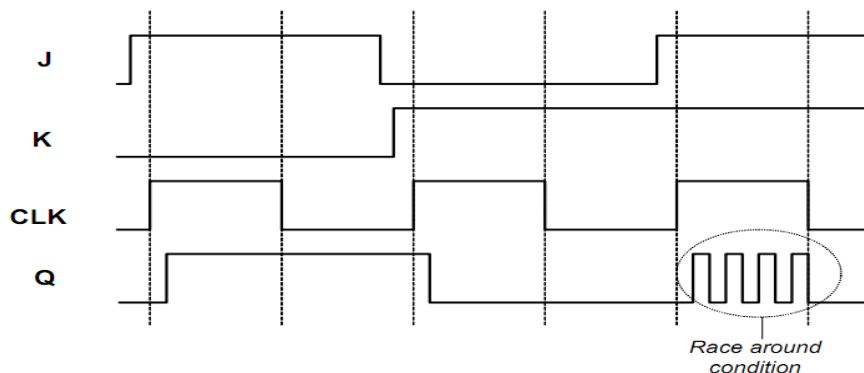 J
K
CLK
Q
Race around
condition